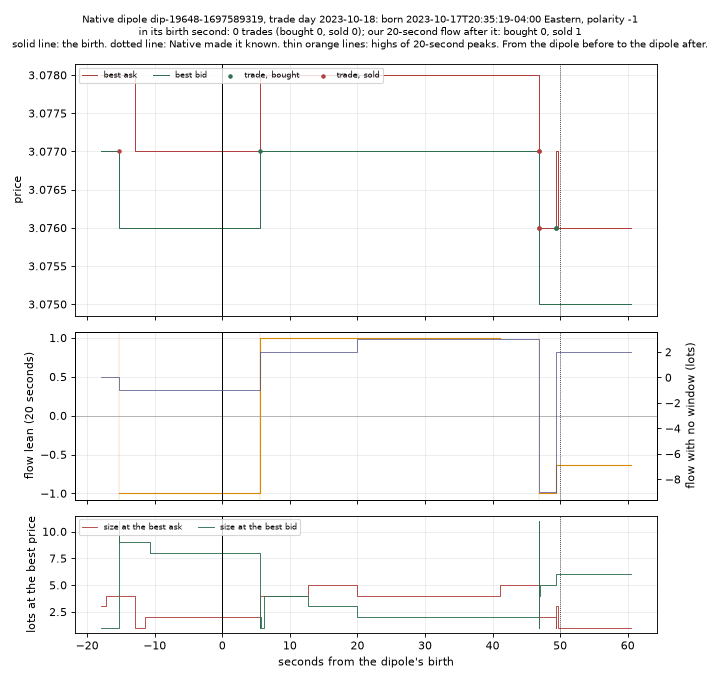 Native dipole dip-19648-1697589319, trade day 2023-10-18: born 2023-10-17T20:35:19-04:00 Eastern, polarity -1
in its birth second: 0 trades (bought 0, sold 0); our 20-second flow after it: bought 0, sold 1
solid line: the birth. dotted line: Native made it known. thin orange lines: highs of 20-second peaks. From the dipole before to the dipole after.
best ask best bid trade, bought trade, sold
3.0780
3.0775
3.0770
3.0765
3.0760
3.0755
3.0750
price
1.0
0.5
0.0
−0.5
−1.0
flow lean (20 seconds)
2
0
−2
−4
−6
−8
flow with no window (lots)
size at the best ask size at the best bid
10.0
7.5
5.0
2.5
lots at the best price
−20 −10 0 10 20 30 40 50 60
seconds from the dipole's birth